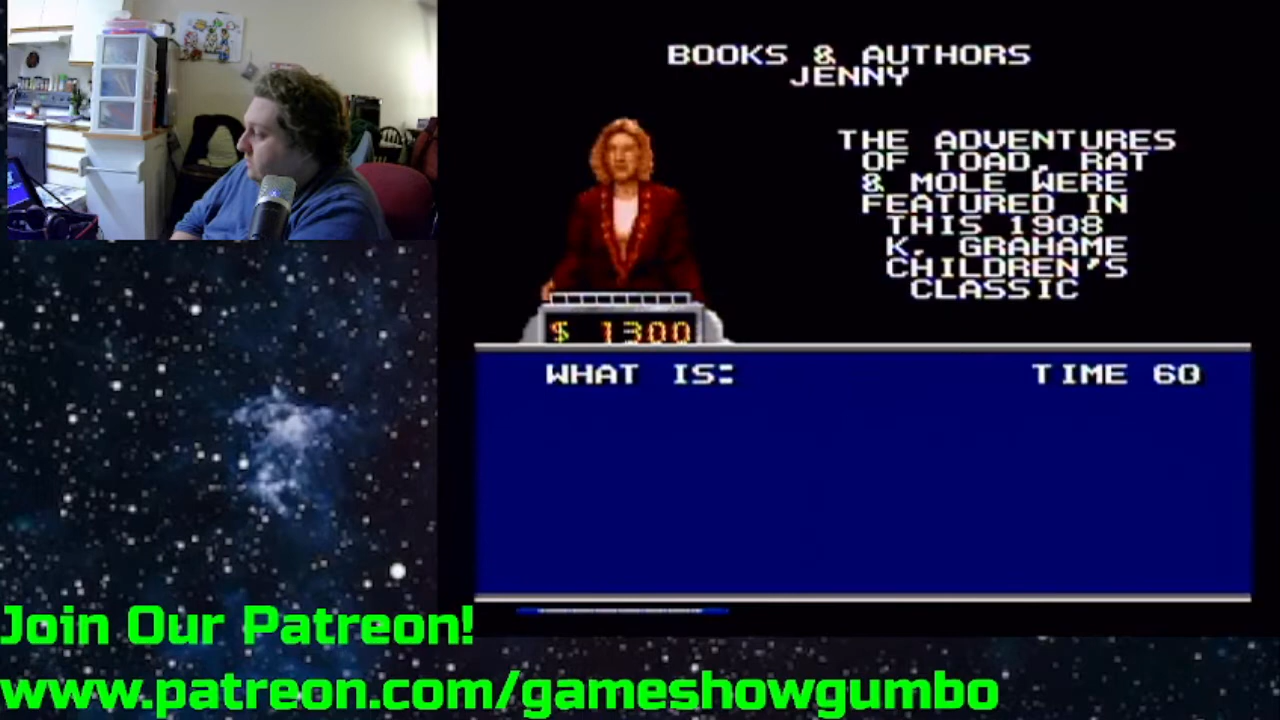 BOOKS & AUTHORS
JENNY
THE ADVENTURES
OF TOAD, RAT
& MOLE WERE
FEATURED IN
THIS 1908
K. GRAHAME
CHILDREN'S
CLASSIC
$ 1300
WHAT IS:
TIME 60
Join Our Patreon!
www.patreon.com/gameshowgumbo